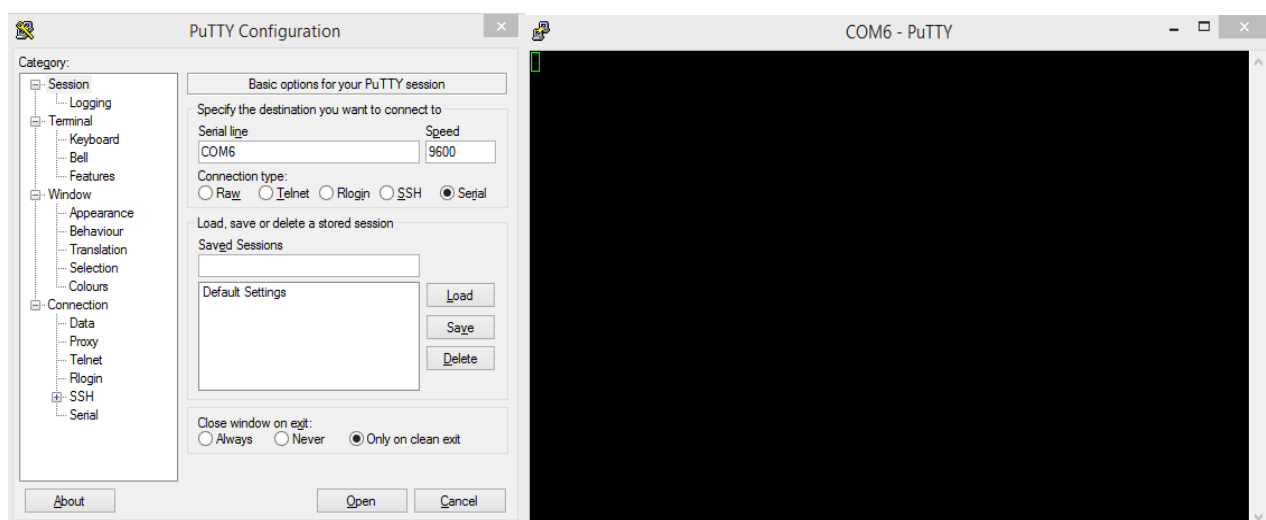 PuTTY Configuration
Category:
Session
Logging
Terminal
Keyboard
Bell
Features
Window
Appearance
Behaviour
Translation
Selection
Colours
Connection
Data
Proxy
Telnet
Rlogin
SSH
Serial
Basic options for your PuTTY session
Specify the destination you want to connect to
Serial line Speed
COM6 9600
Connection type:
Raw Telnet Rlogin SSH Serial
Load, save or delete a stored session
Saved Sessions
Default Settings
Load
Save
Delete
Close window on exit:
Always Never Only on clean exit
About Open Cancel
COM6 - PuTTY